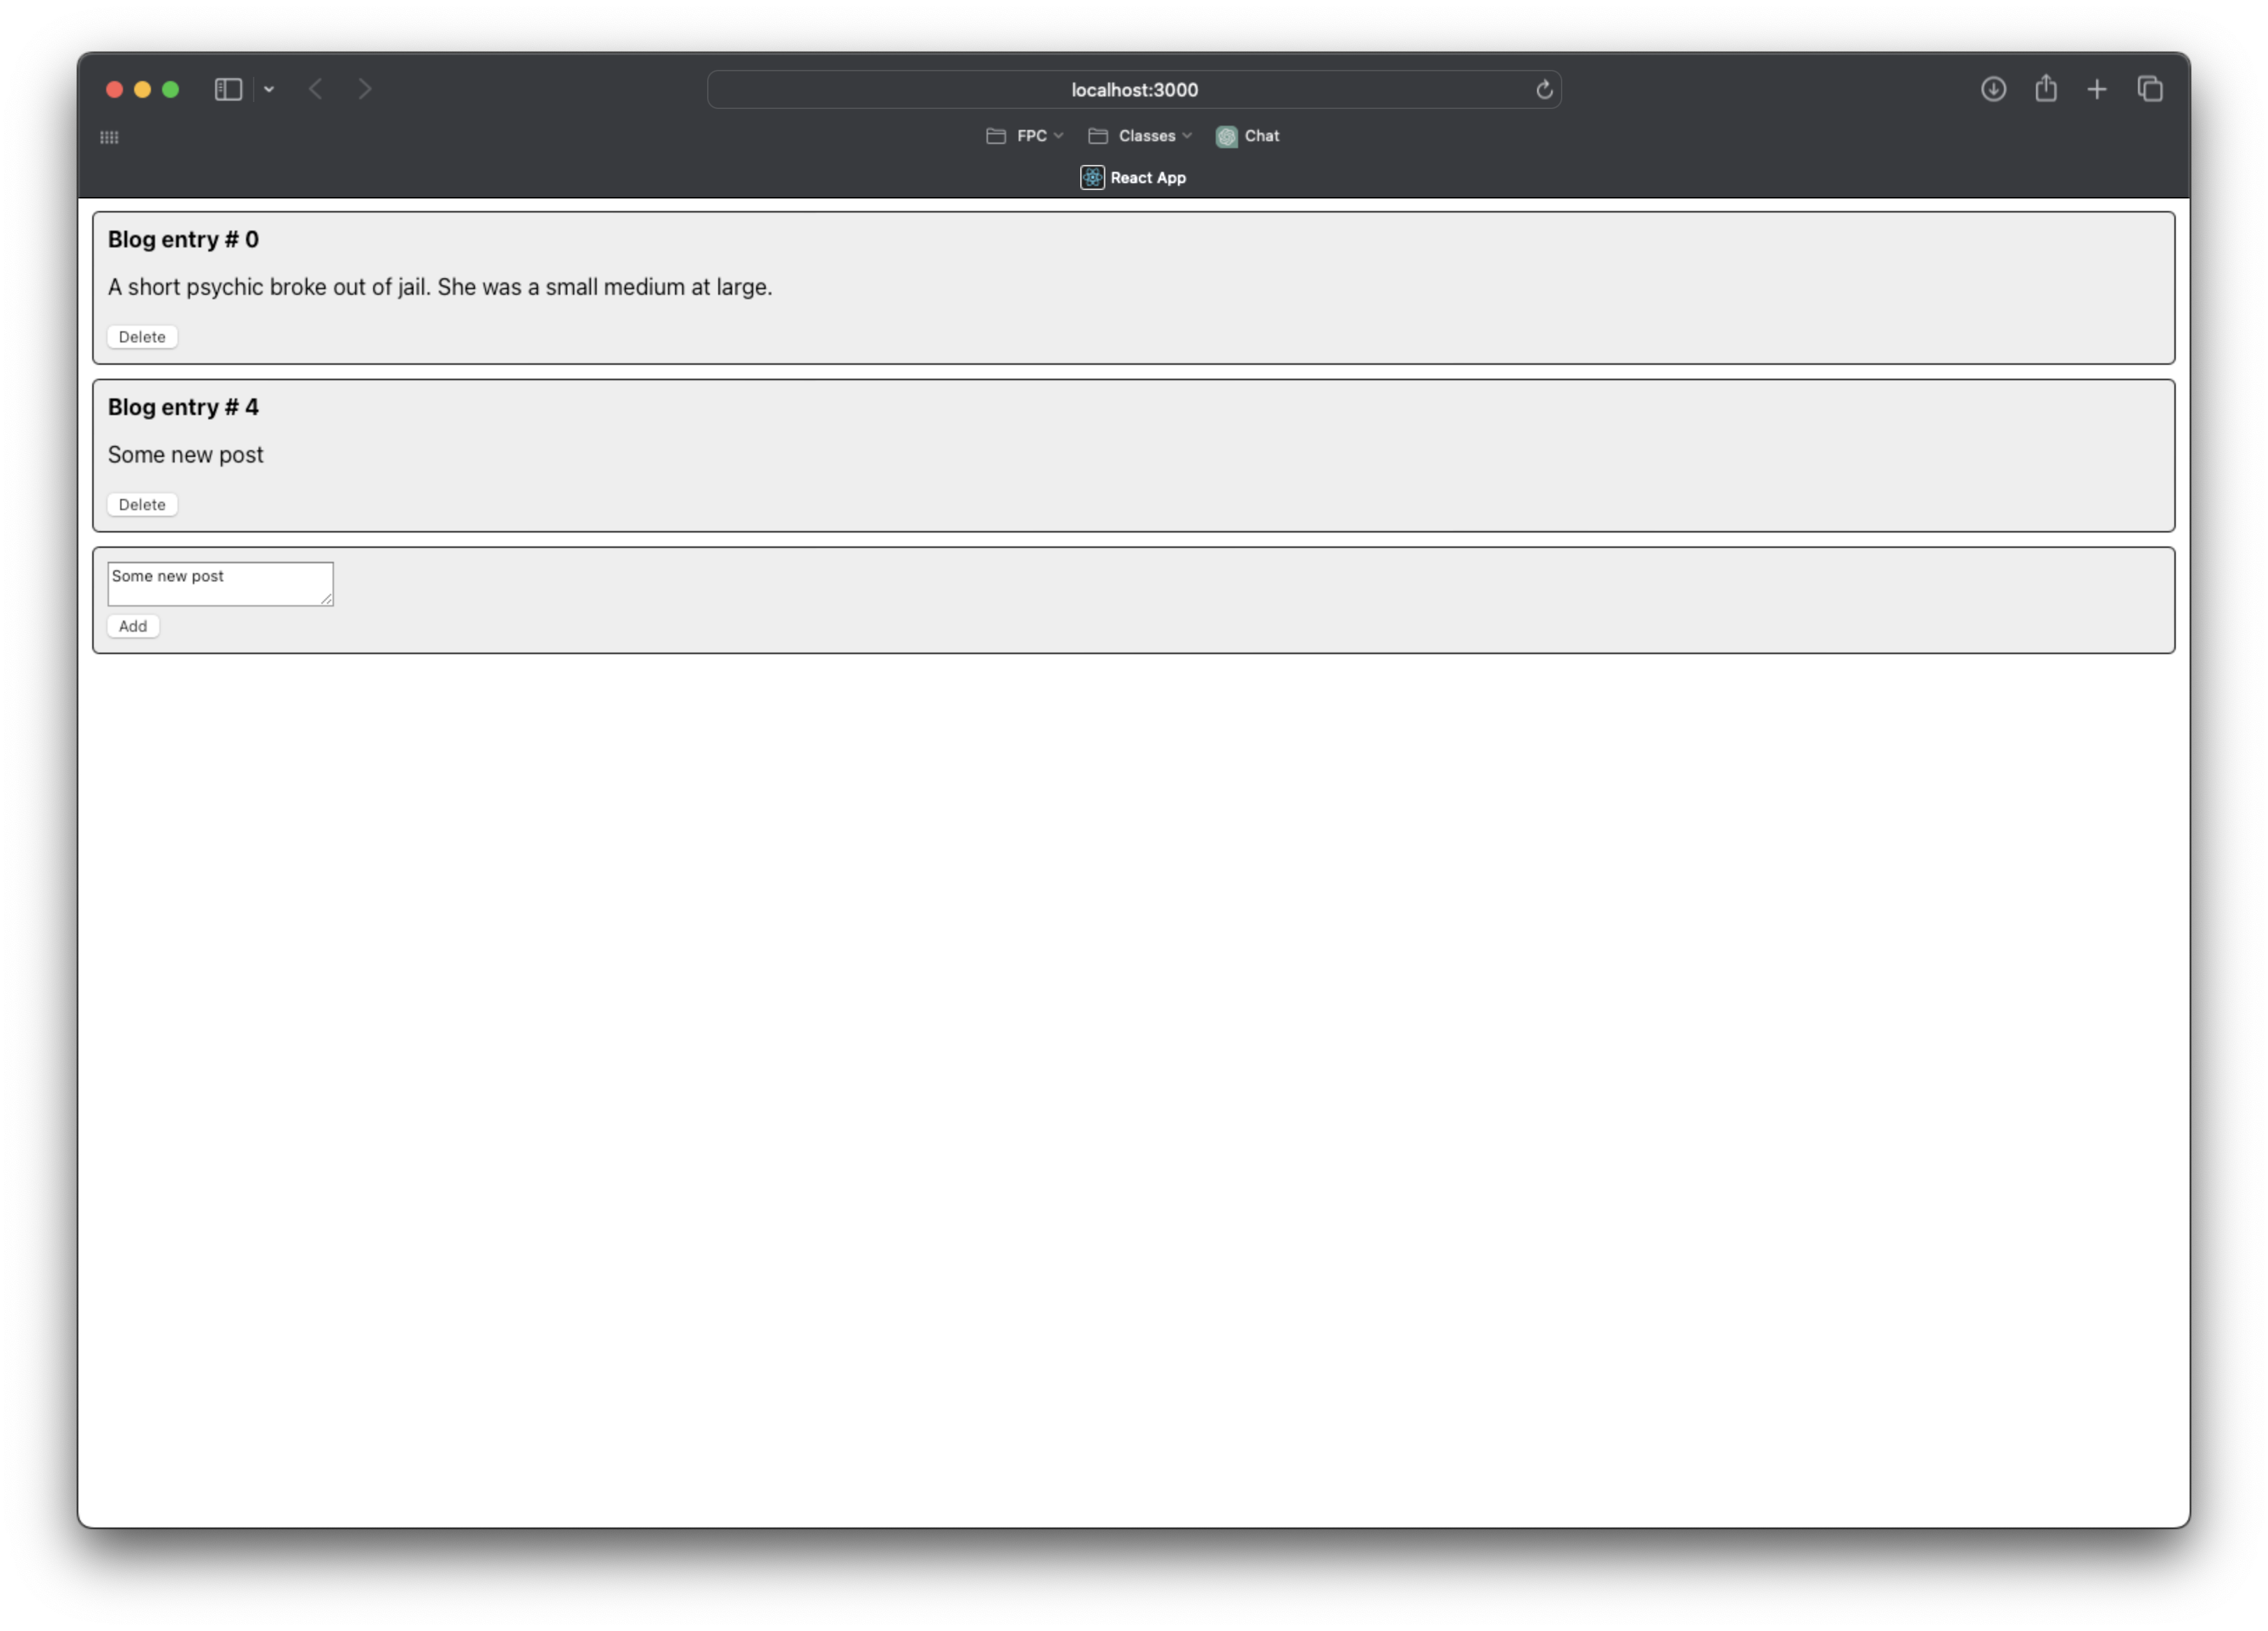 localhost:3000
FPC Classes Chat
React App
Blog entry # 0
A short psychic broke out of jail. She was a small medium at large.
Delete
Blog entry # 4
Some new post
Delete
Some new post
Add